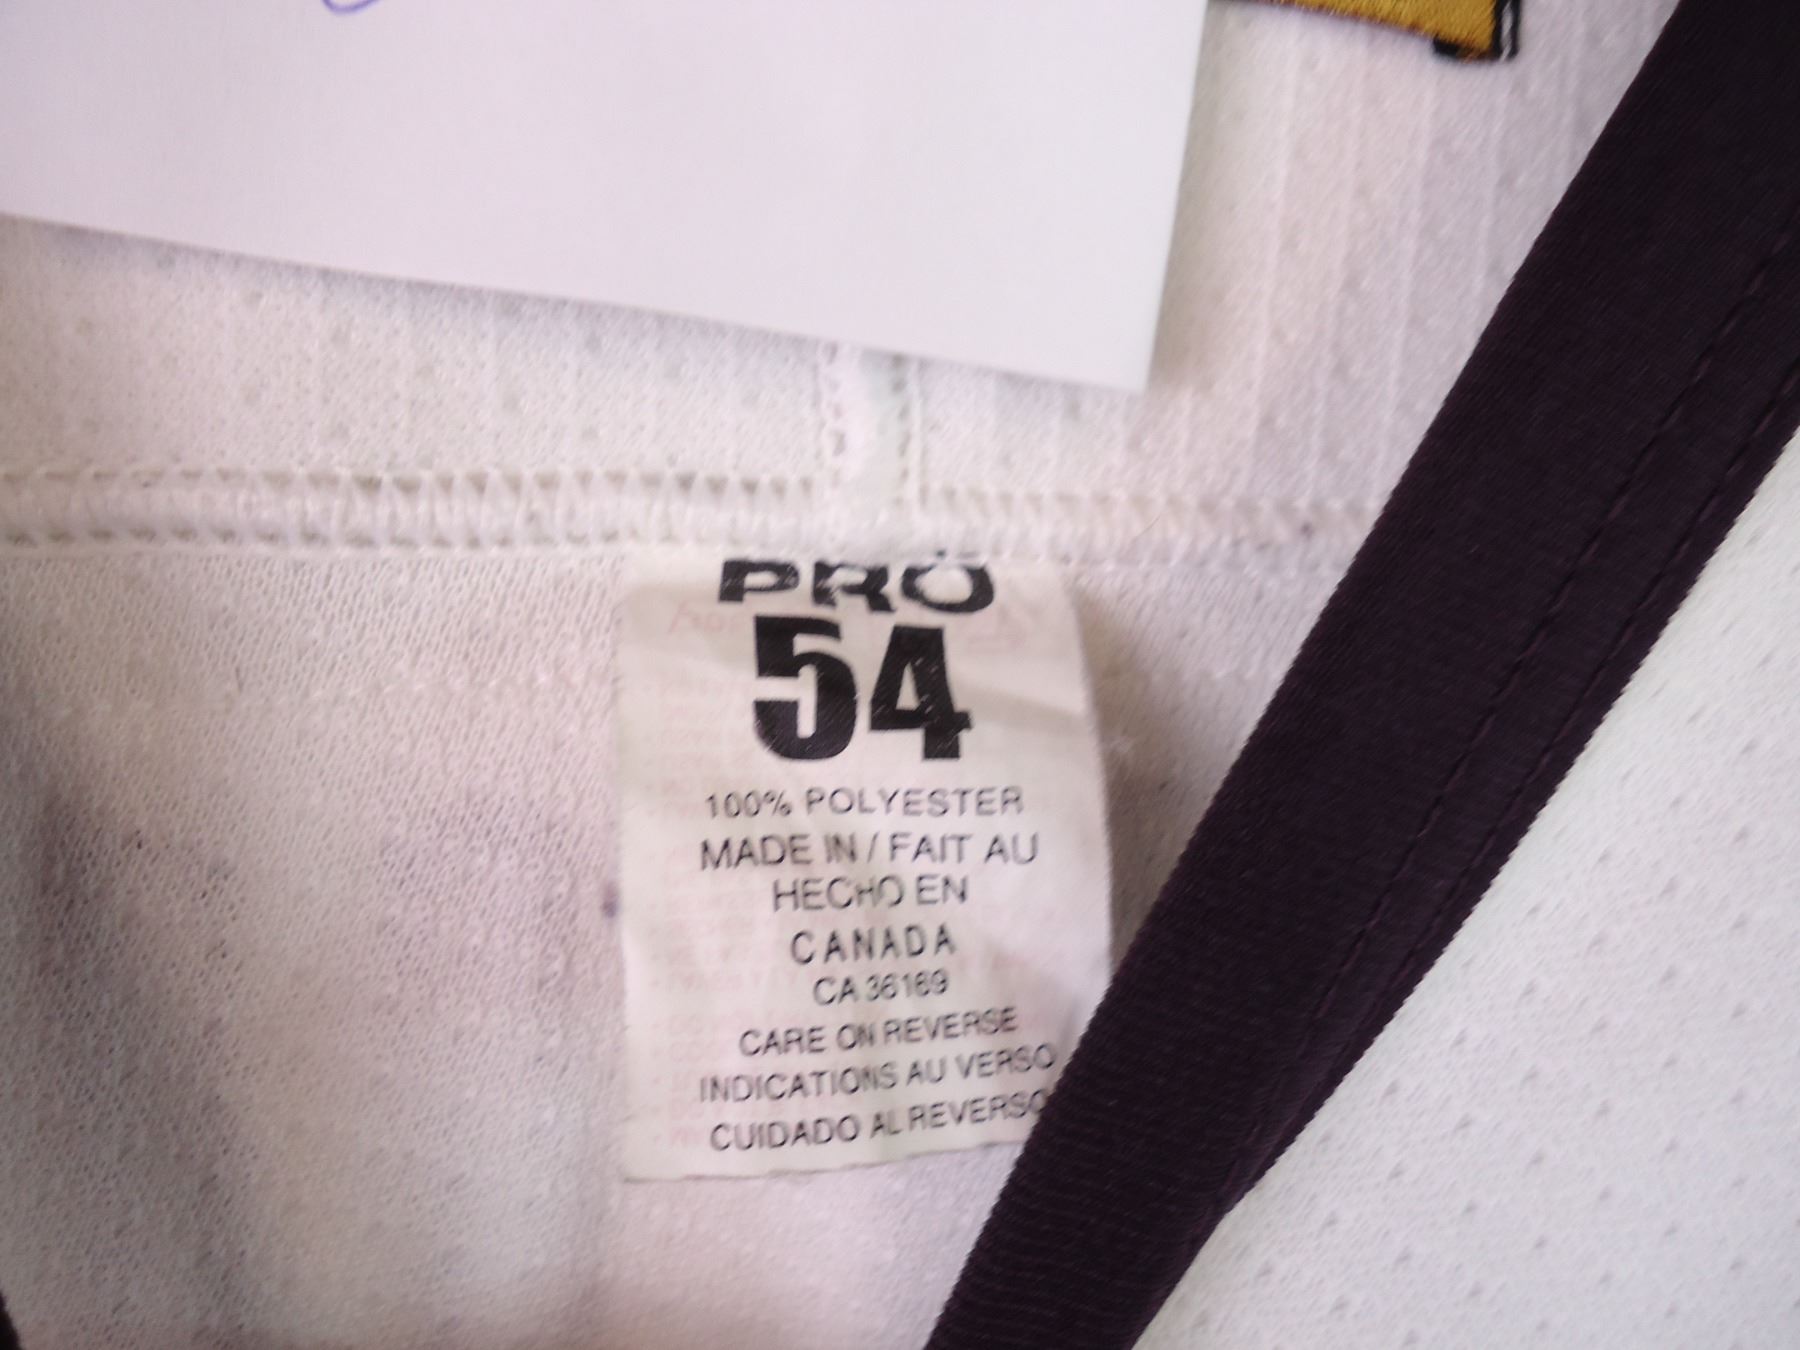 PRO
54
100% POLYESTER
MADE IN / FAIT AU
HECHO EN
CANADA
CA 36169
CARE ON REVERSE
INDICATIONS AU VERSO
CUIDADO AL REVERSO